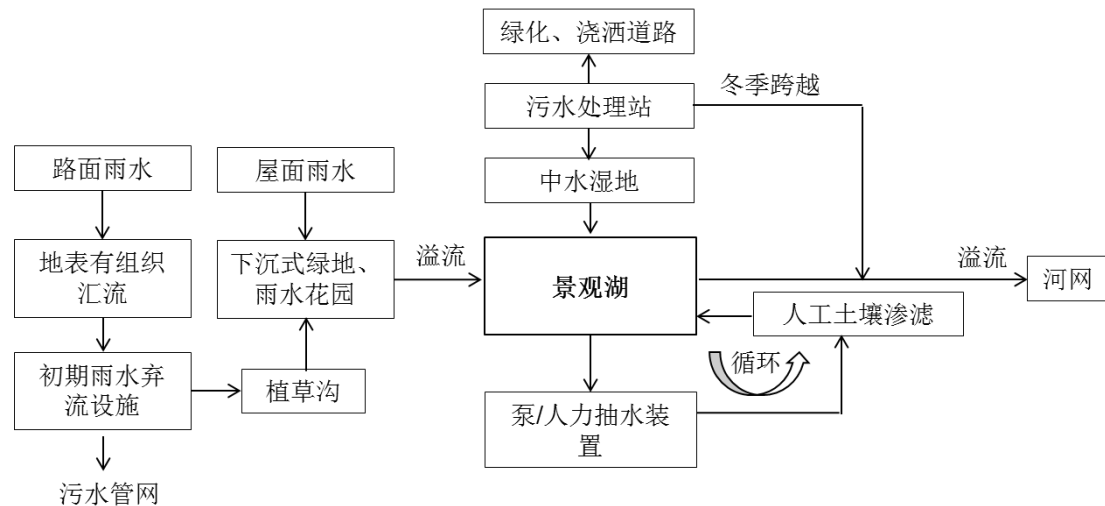 绿化、浇洒道路
污水处理站
冬季跨越
路面雨水
屋面雨水
中水湿地
地表有组织
汇流
下沉式绿地、
雨水花园
溢流
景观湖
溢流
河网
人工土壤渗滤
循环
初期雨水弃
流设施
植草沟
泵/人力抽水装
置
污水管网